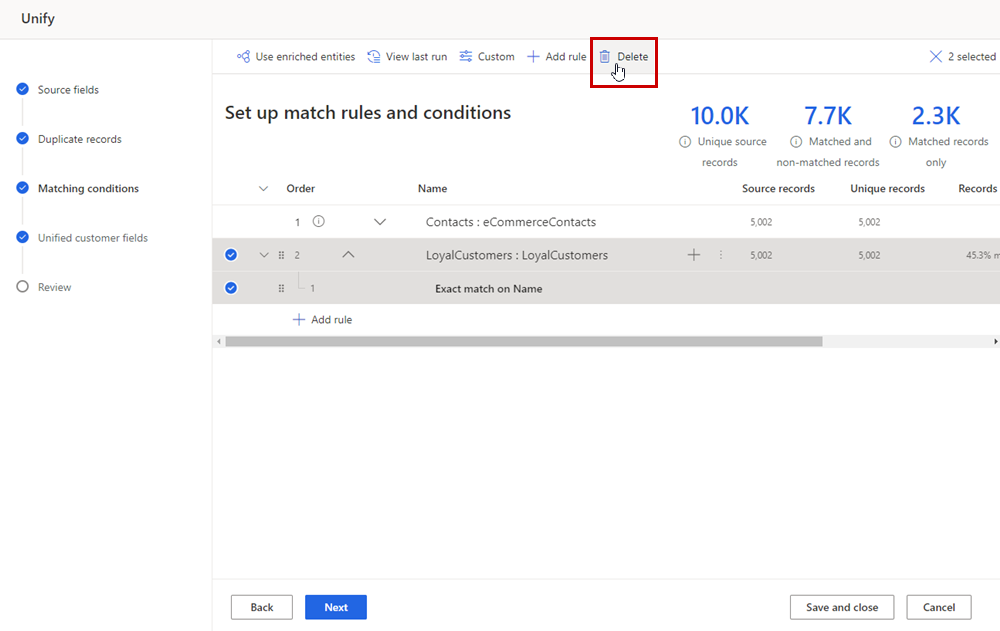 Unify
Use enriched entities View last run Custom Add rule Delete 2 selected
Source fields
Duplicate records
Matching conditions
Unified customer fields
Review
Set up match rules and conditions
10.0K 7.7K 2.3K
Unique source Matched and Matched records
records non-matched records only
Order Name Source records Unique records Records
1 Contacts : eCommerceContacts 5,002 5,002
2 LoyalCustomers : LoyalCustomers 5,002 5,002 45.3% m
1 Exact match on Name
Add rule
Back Next Save and close Cancel